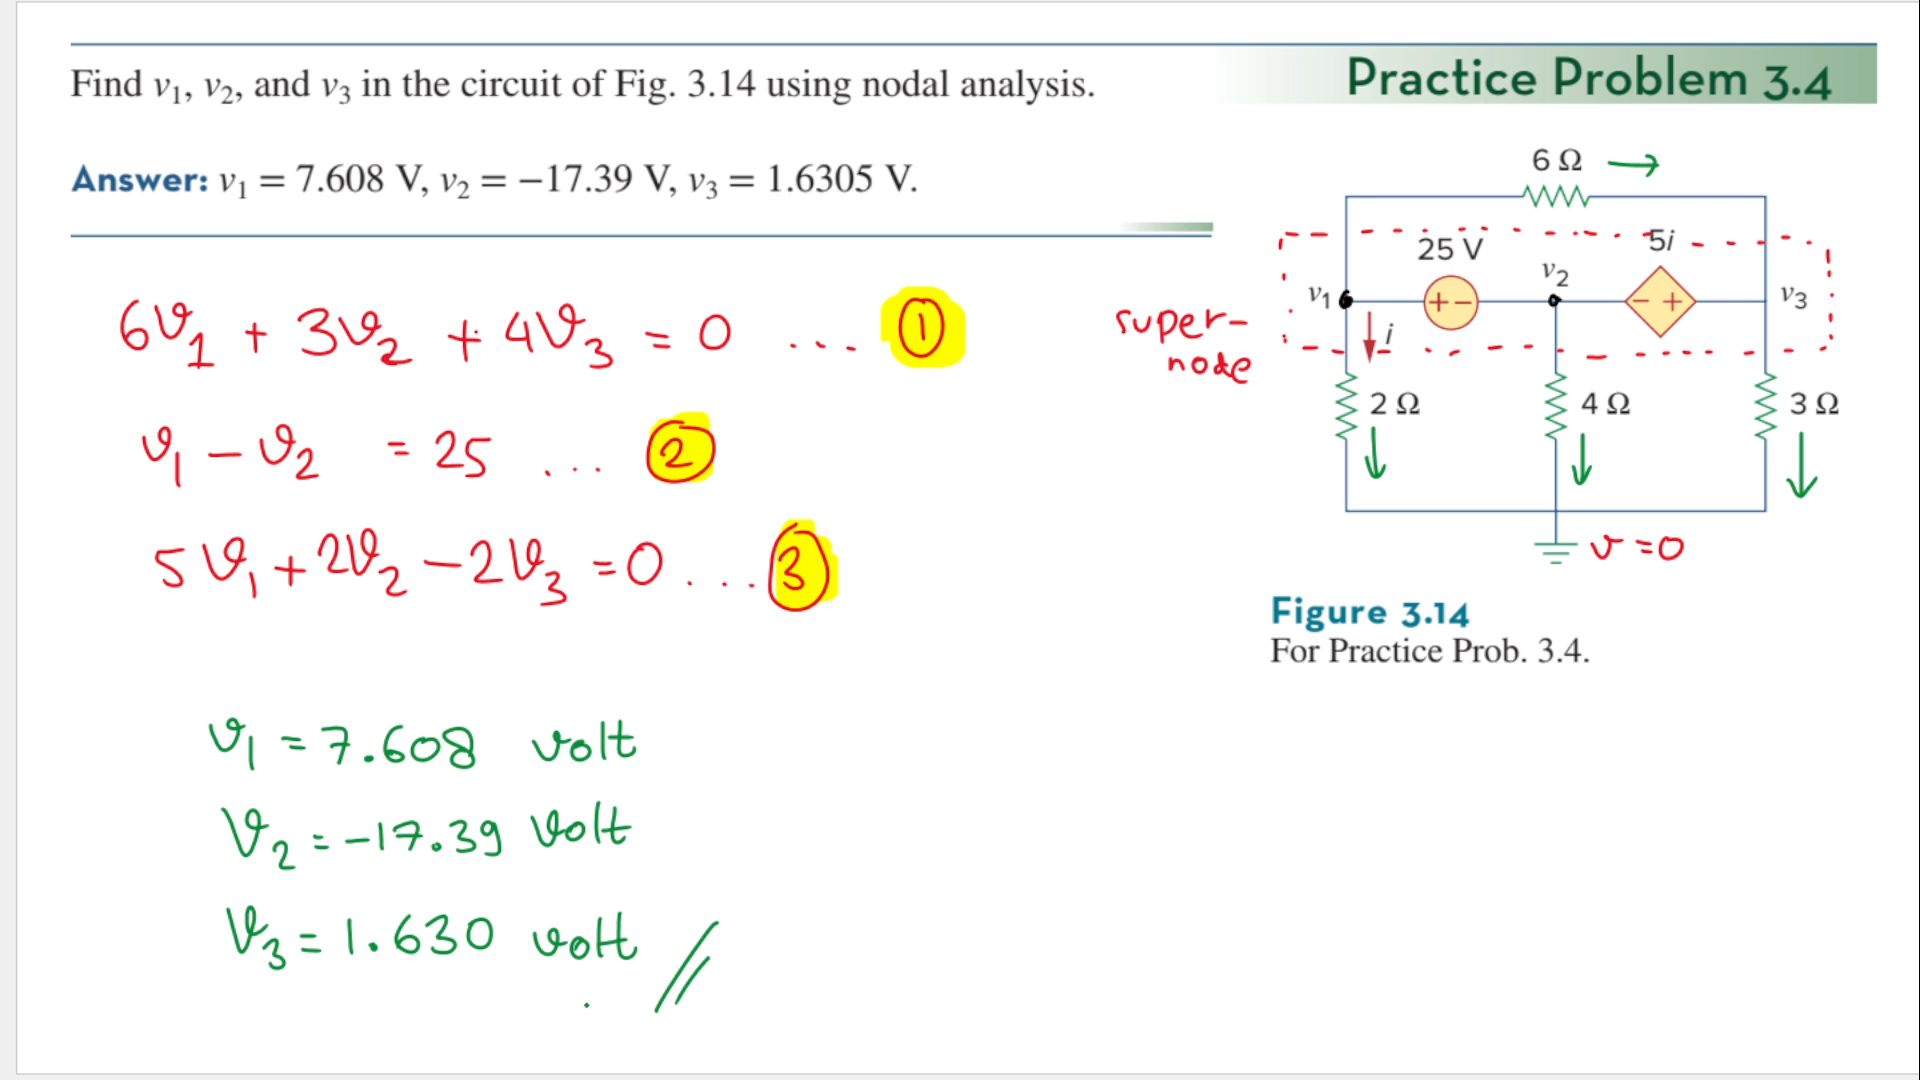 Find v₁, v₂, and v₃ in the circuit of Fig. 3.14 using nodal analysis.
Practice Problem 3.4
Answer: v₁ = 7.608 V, v₂ = −17.39 V, v₃ = 1.6305 V.
6v₁ + 3v₂ + 4v₃ = 0 ... ①
v₁ − v₂ = 25 ... ②
5v₁ + 2v₂ − 2v₃ = 0 ... ③
v₁ = 7.608 volt
v₂ = −17.39 volt
v₃ = 1.630 volt
6 Ω →
25 V
5i
v₂
v₁
+ −
− +
v₃
super-
node
i
2 Ω
4 Ω
3 Ω
v = 0
Figure 3.14
For Practice Prob. 3.4.